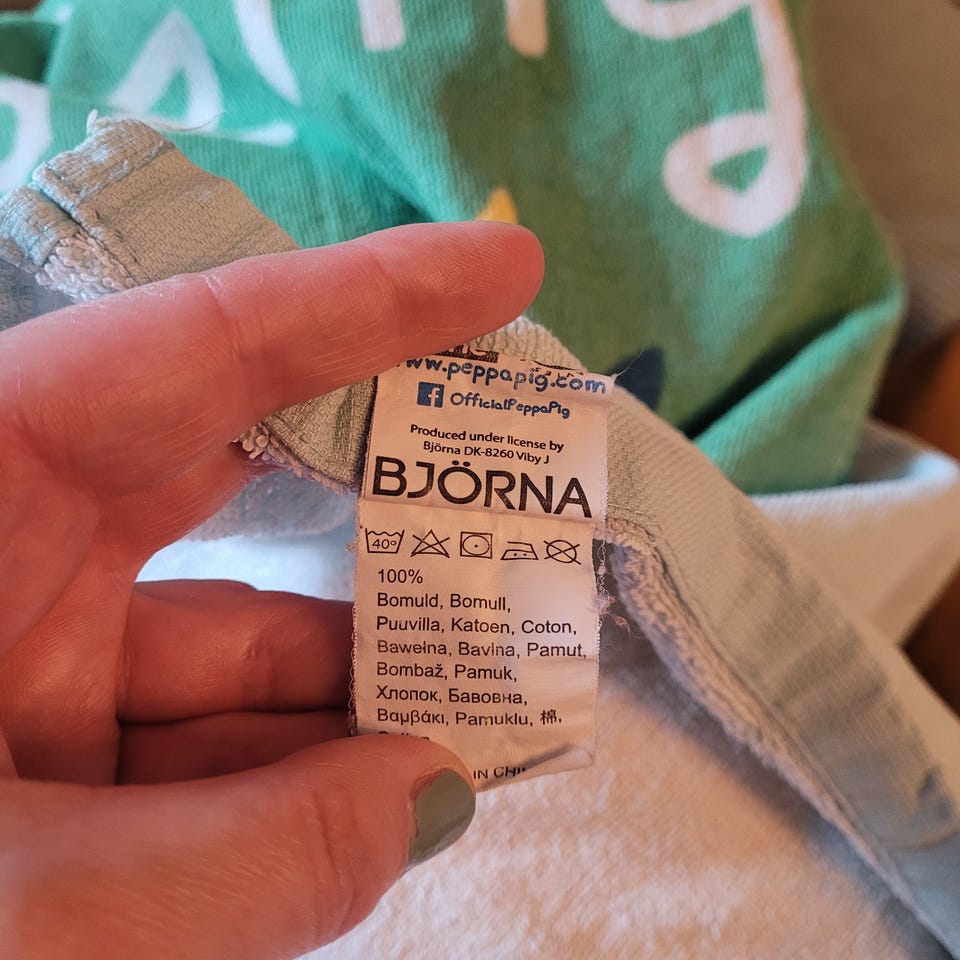 www.peppapig.com
f OfficialPeppaPig
Produced under license by
Björna DK-8260 Viby J
BJÖRNA
40°
100%
Bomuld, Bomull,
Puuvilla, Katoen, Coton,
Bawełna, Bavlna, Pamut,
Bombaž, Pamuk,
Хлопок, Бавовна,
Βαμβάκι, Pamuklu, 棉,
IN